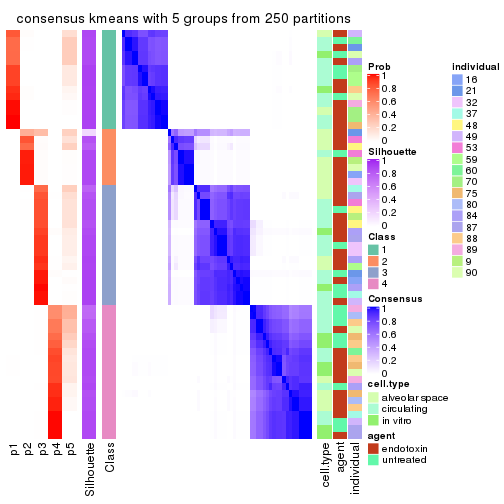 consensus kmeans with 5 groups from 250 partitions
p1
p2
p3
p4
p5
Silhouette
Class
cell.type
agent
individual
Prob
1
0.8
0.6
0.4
0.2
0
Silhouette
1
0.8
0.6
0.4
0.2
0
Class
1
2
3
4
Consensus
1
0.8
0.6
0.4
0.2
0
cell.type
alveolar space
circulating
in vitro
agent
endotoxin
untreated
individual
16
21
32
37
48
49
53
59
60
70
75
80
84
87
88
89
9
90